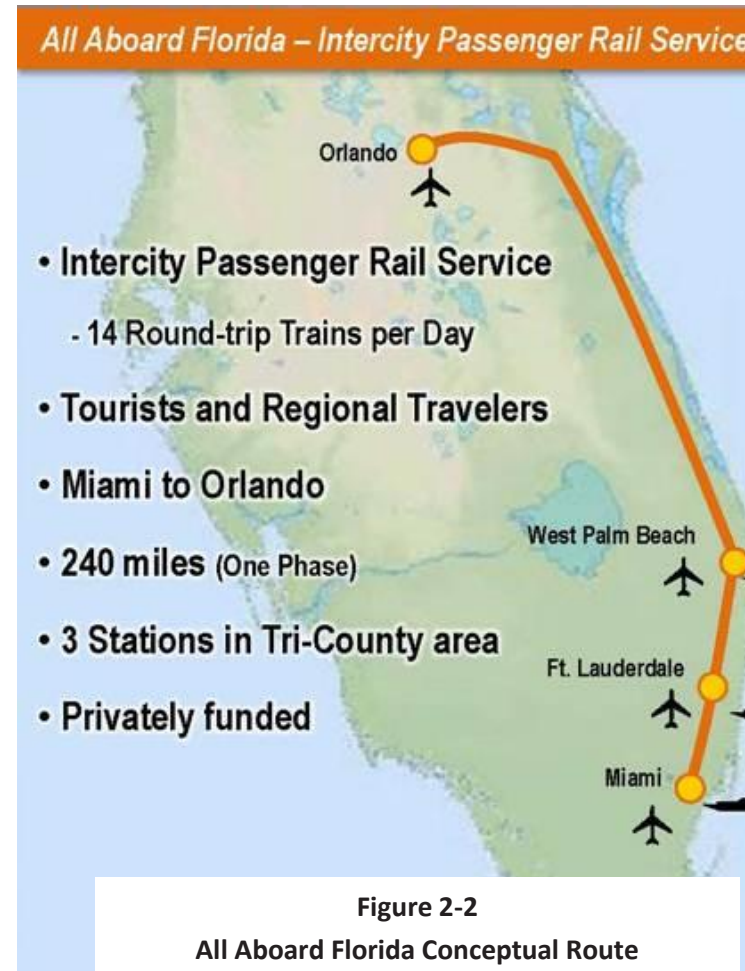 All Aboard Florida – Intercity Passenger Rail Service
Orlando
• Intercity Passenger Rail Service
- 14 Round-trip Trains per Day
• Tourists and Regional Travelers
• Miami to Orlando
West Palm Beach
• 240 miles (One Phase)
• 3 Stations in Tri-County area
Ft. Lauderdale
• Privately funded
Miami
Figure 2-2
All Aboard Florida Conceptual Route